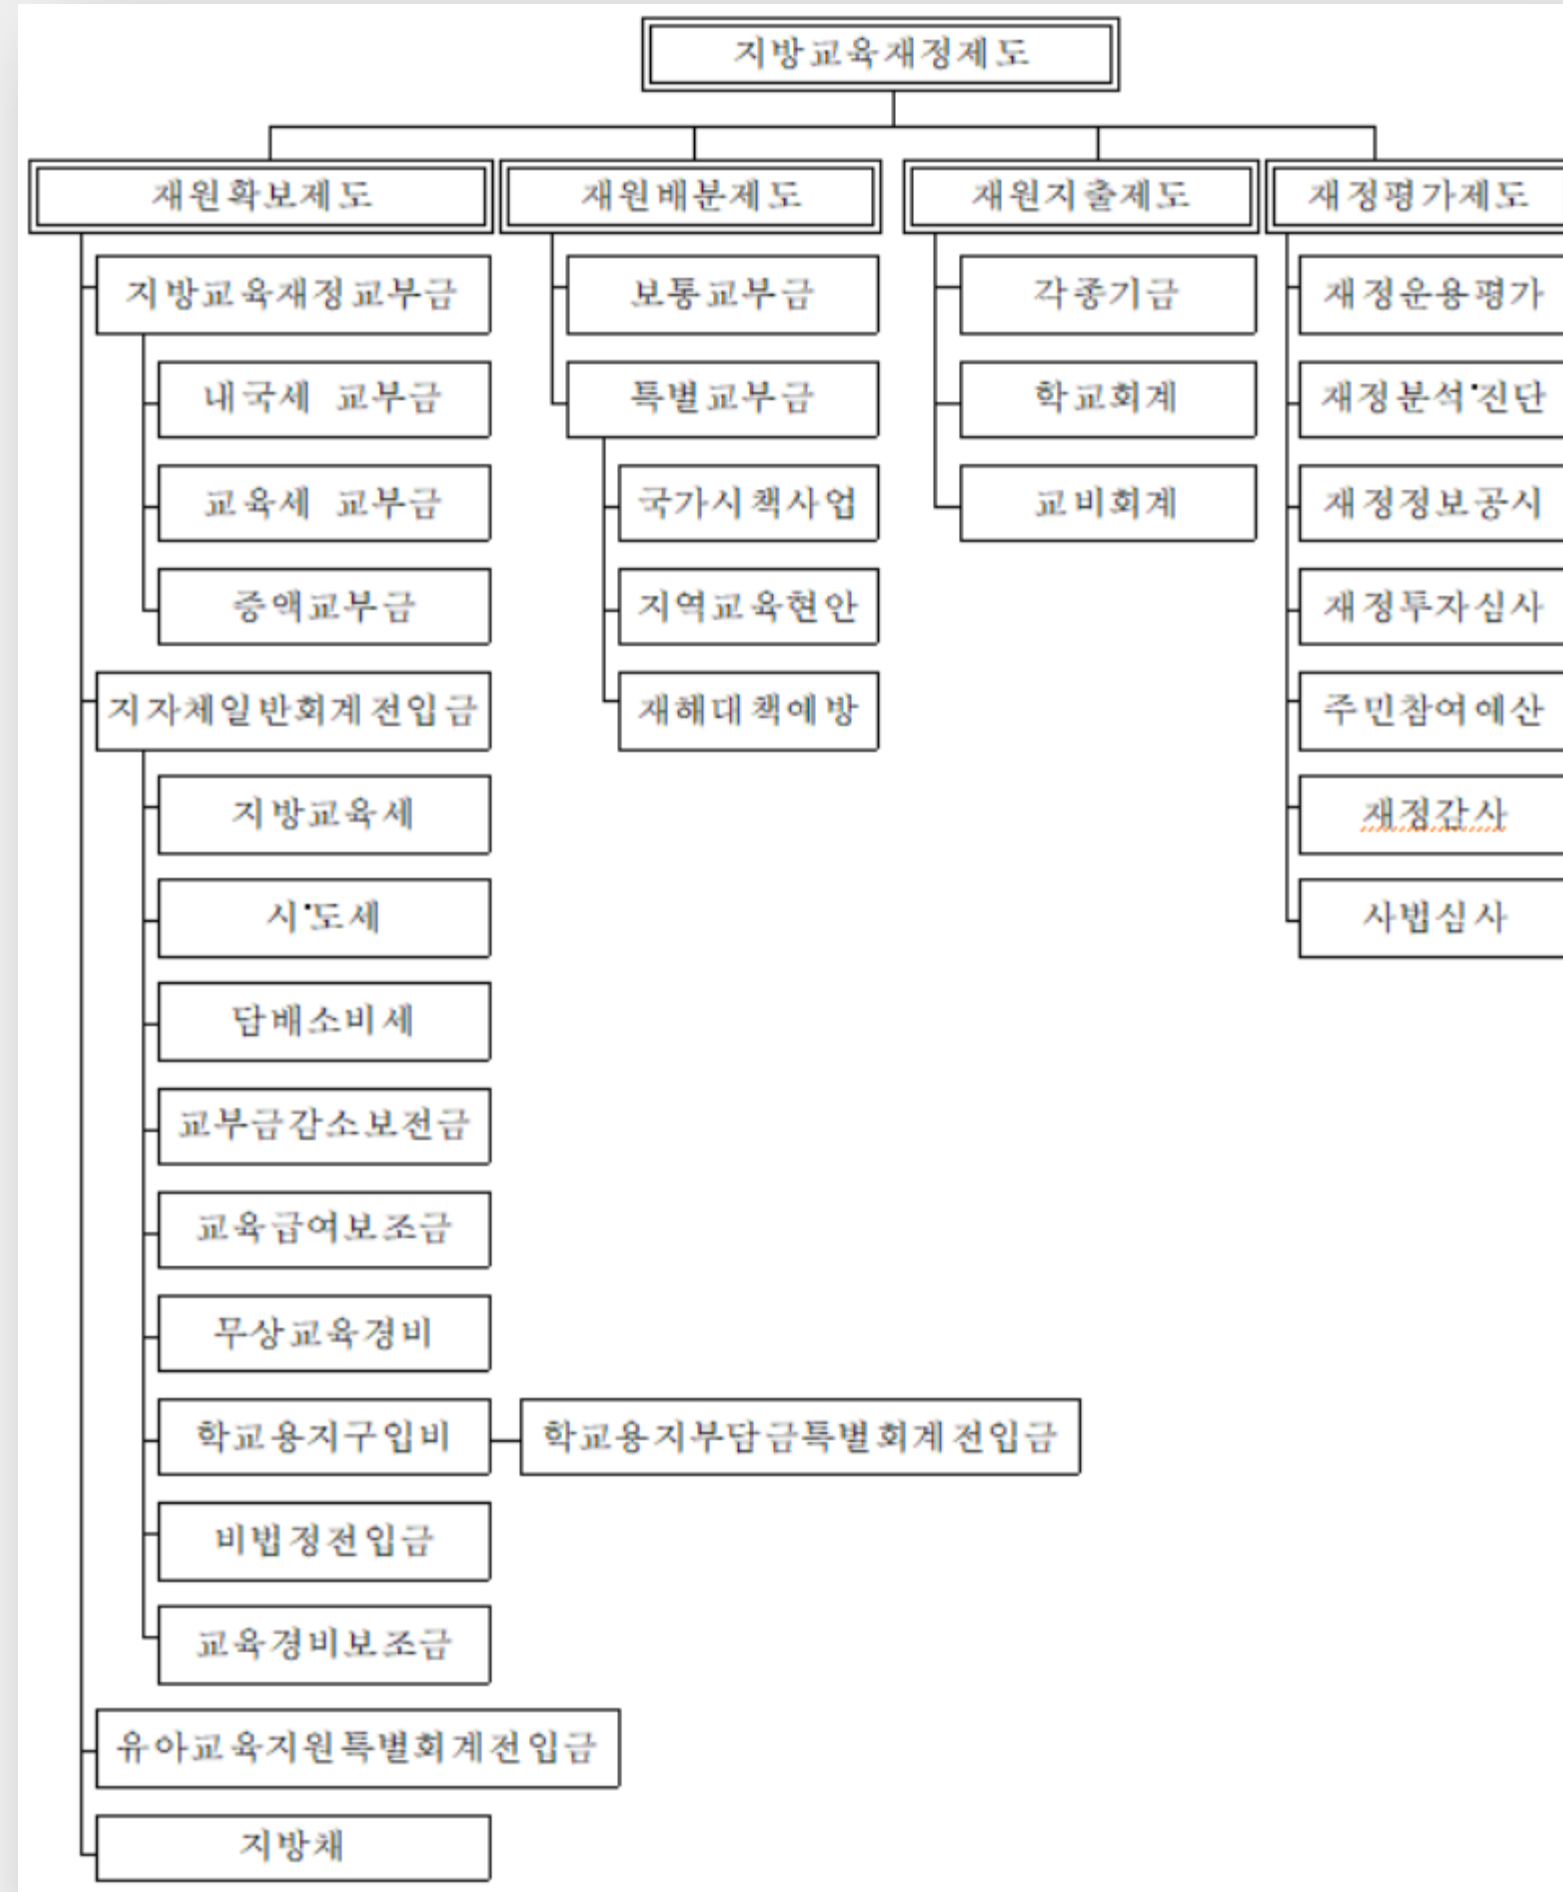 지방교육재정제도
재원확보제도
지방교육재정교부금
내국세 교부금
교육세 교부금
증액교부금
지자체일반회계전입금
지방교육세
시·도세
담배소비세
교부금감소보전금
교육급여보조금
무상교육경비
학교용지구입비
학교용지부담금특별회계전입금
비법정전입금
교육경비보조금
유아교육지원특별회계전입금
지방채
재원배분제도
보통교부금
특별교부금
국가시책사업
지역교육현안
재해대책예방
재원지출제도
각종기금
학교회계
교비회계
재정평가제도
재정운용평가
재정분석·진단
재정정보공시
재정투자심사
주민참여예산
재정감사
사법심사